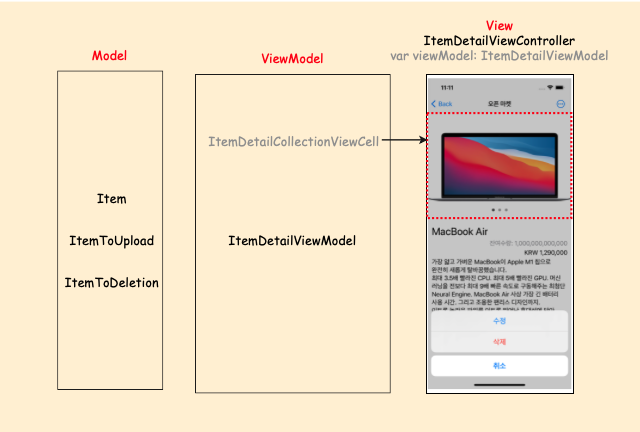 Model
Item
ItemToUpload
ItemToDeletion
ViewModel
ItemDetailCollectionViewCell
ItemDetailViewModel
View
ItemDetailViewController
var viewModel: ItemDetailViewModel
11:11
Back
오픈 마켓
MacBook Air
잔여수량: 1,000,000,000,000
KRW 1,290,000
가장 얇고 가벼운 MacBook이 Apple M1 칩으로
완전히 새롭게 탈바꿈했습니다.
최대 3.5배 빨라진 CPU. 최대 5배 빨라진 GPU. 머신
러닝을 전보다 최대 9배 빠른 속도로 구동해주는 최첨단
Neural Engine. MacBook Air 사상 가장 긴 배터리
사용 시간. 그리고 조용한 팬리스 디자인까지.
수정
삭제
취소